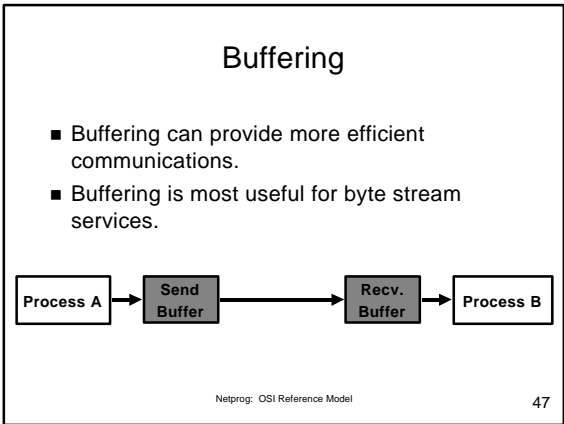 Buffering
■ Buffering can provide more efficient
communications.
■ Buffering is most useful for byte stream
services.
Process A
Send
Buffer
Recv.
Buffer
Process B
Netprog: OSI Reference Model
47